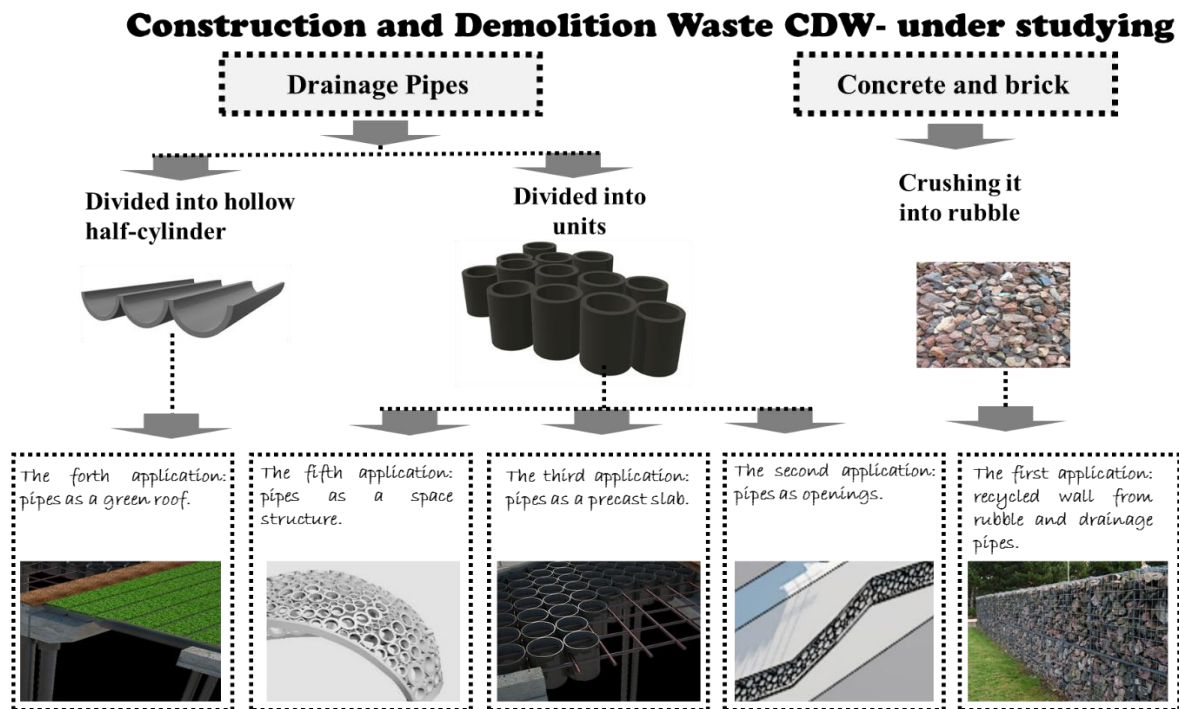 Construction and Demolition Waste CDW- under studying
Drainage Pipes
Concrete and brick
Divided into hollow
half-cylinder
Divided into
units
Crushing it
into rubble
The forth application:
pipes as a green roof.
The fifth application:
pipes as a space
structure.
The third application:
pipes as a precast slab.
The second application:
pipes as openings.
The first application:
recycled wall from
rubble and drainage
pipes.